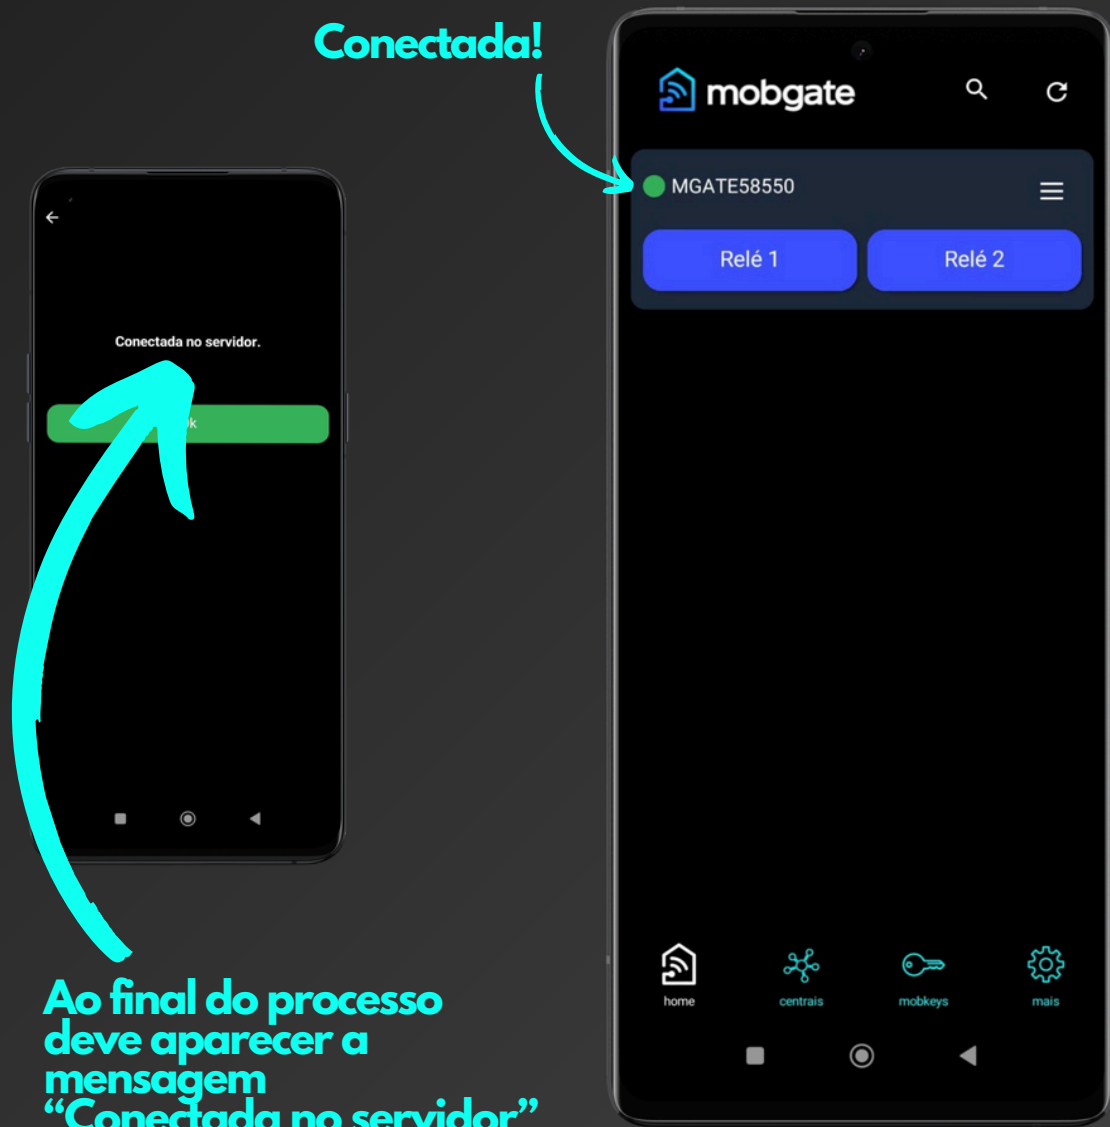 Conectada!
mobgate
MGATE58550
Relé 1
Relé 2
Conectada no servidor.
home
centrais
mobkeys
mais
Ao final do processo
deve aparecer a
mensagem
“Conectada no servidor”